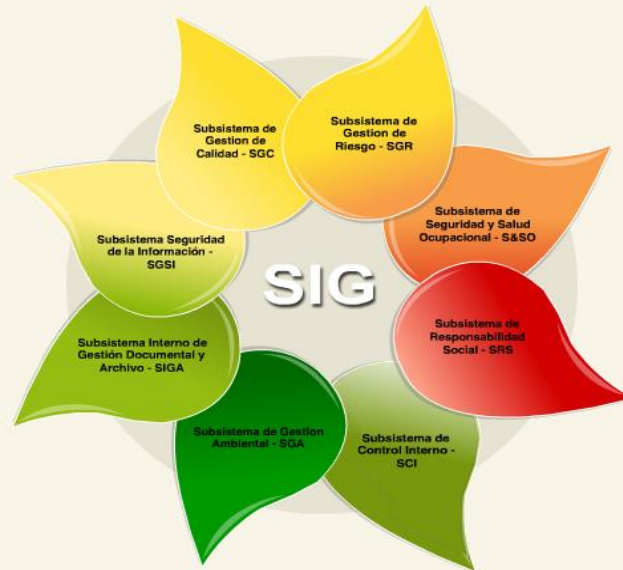 Subsistema de
Gestion de
Calidad - SGC
Subsistema de
Gestion de
Riesgo - SGR
Subsistema de
Seguridad y Salud
Ocupacional - S&SO
Subsistema Seguridad
de la Información -
SGSI
SIG
Subsistema de
Responsabilidad
Social - SRS
Subsistema Interno de
Gestión Documental y
Archivo - SIGA
Subsistema de Gestion
Ambiental - SGA
Subsistema de
Control Interno -
SCI